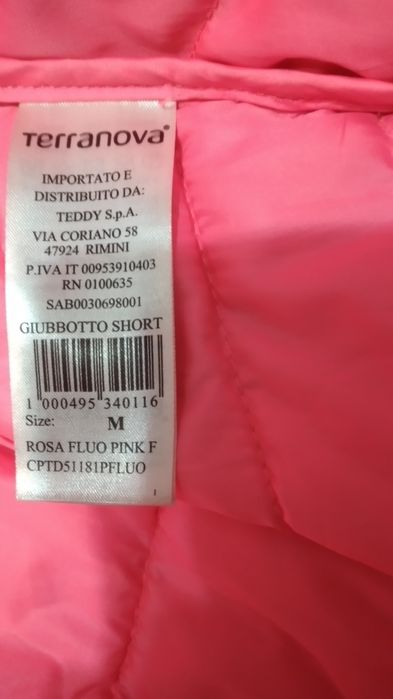 Terranova®
IMPORTATO E
DISTRIBUITO DA:
TEDDY S.p.A.
VIA CORIANO 58
47924 RIMINI
P.IVA IT 00953910403
RN 0100635
SAB0030698001
GIUBBOTTO SHORT
1 000495 340116
Size: M
ROSA FLUO PINK F
CPTD51181PFLUO
1